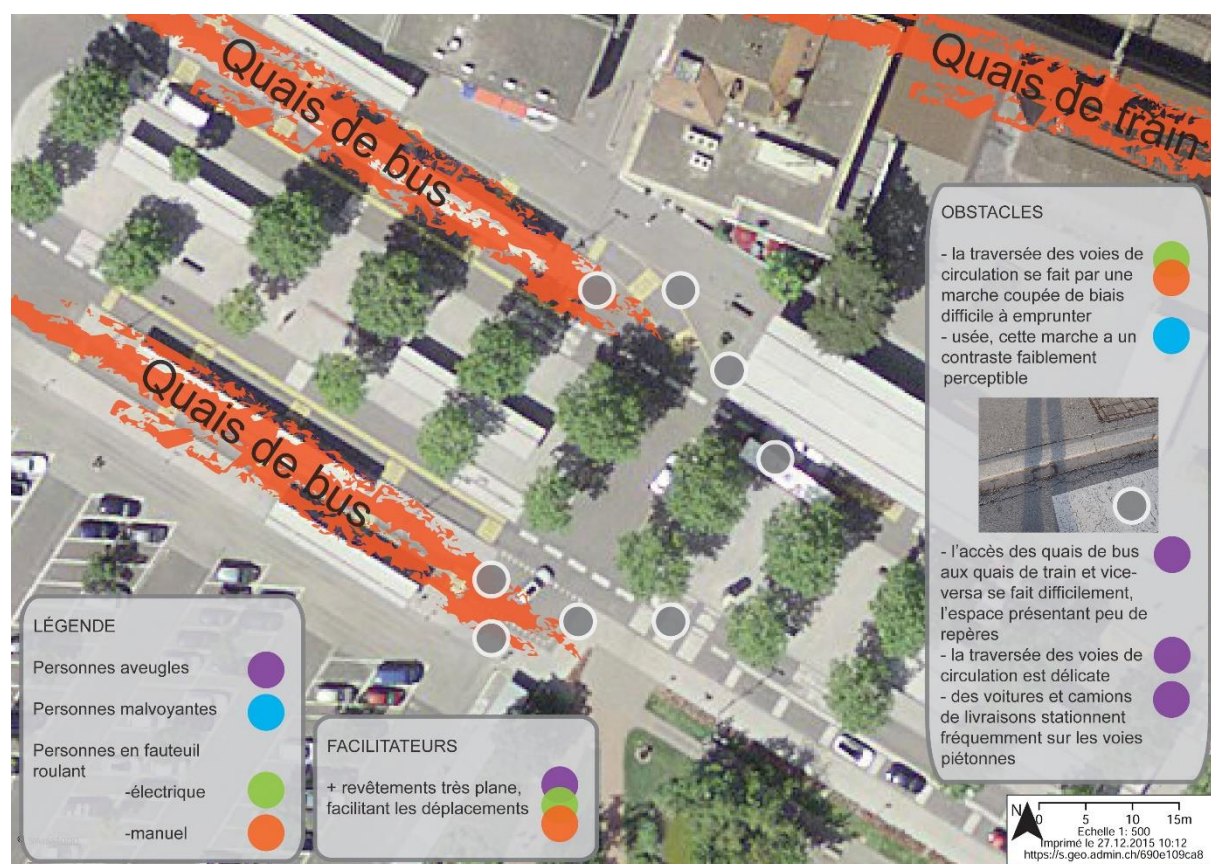 Quais de bus
Quais de train
Quais de bus
OBSTACLES
- la traversée des voies de
circulation se fait par une
marche coupée de biais
difficile à emprunter
- usée, cette marche a un
contraste faiblement
perceptible
- l'accès des quais de bus
aux quais de train et vice-
versa se fait difficilement,
l'espace présentant peu de
repères
- la traversée des voies de
circulation est délicate
- des voitures et camions
de livraisons stationnent
fréquemment sur les voies
piétonnes
LÉGENDE
Personnes aveugles
Personnes malvoyantes
Personnes en fauteuil
roulant
-électrique
-manuel
FACILITATEURS
+ revêtements très plane,
facilitant les déplacements
N
0 5 10 15m
Echelle 1: 500
Imprimé le 27.12.2015 10:12
https://s.geo.admin.ch/690e109ca8